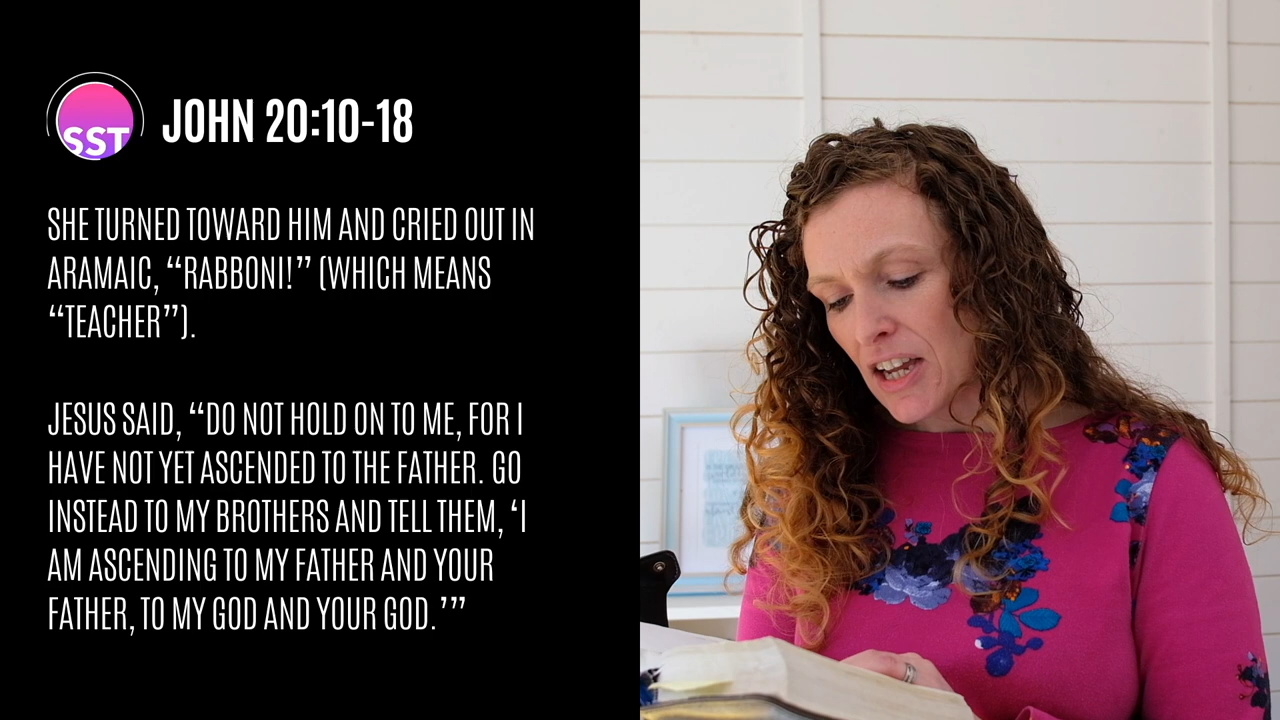 SST
JOHN 20:10-18
SHE TURNED TOWARD HIM AND CRIED OUT IN
ARAMAIC, “RABBONI!” (WHICH MEANS
“TEACHER”).
JESUS SAID, “DO NOT HOLD ON TO ME, FOR I
HAVE NOT YET ASCENDED TO THE FATHER. GO
INSTEAD TO MY BROTHERS AND TELL THEM, ‘I
AM ASCENDING TO MY FATHER AND YOUR
FATHER, TO MY GOD AND YOUR GOD.’”